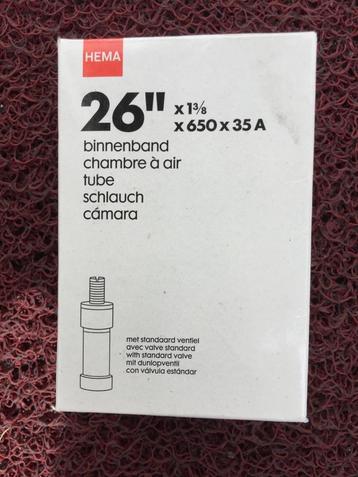 HEMA
26" x 1⅜
x 650 x 35 A
binnenband
chambre à air
tube
schlauch
cámara
met standaard ventiel
avec valve standard
with standard valve
mit dunlopventil
con válvula estándar